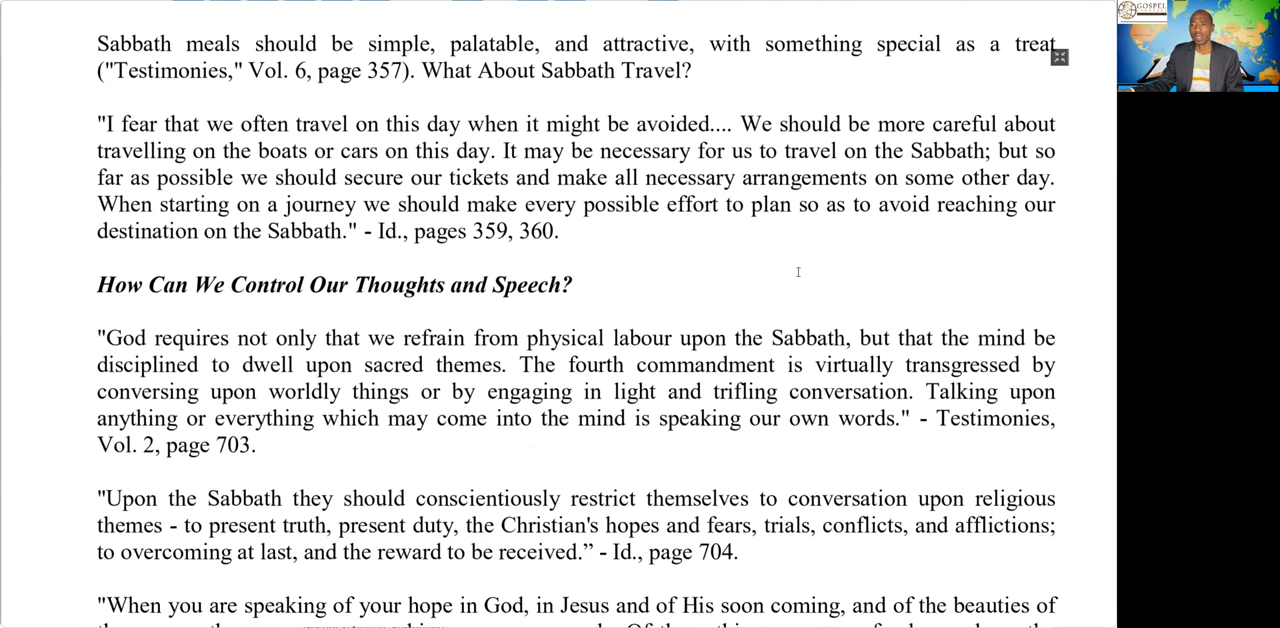 Sabbath meals should be simple, palatable, and attractive, with something special as a treat
("Testimonies," Vol. 6, page 357). What About Sabbath Travel?
"I fear that we often travel on this day when it might be avoided.... We should be more careful about
travelling on the boats or cars on this day. It may be necessary for us to travel on the Sabbath; but so
far as possible we should secure our tickets and make all necessary arrangements on some other day.
When starting on a journey we should make every possible effort to plan so as to avoid reaching our
destination on the Sabbath." - Id., pages 359, 360.
How Can We Control Our Thoughts and Speech?
"God requires not only that we refrain from physical labour upon the Sabbath, but that the mind be
disciplined to dwell upon sacred themes. The fourth commandment is virtually transgressed by
conversing upon worldly things or by engaging in light and trifling conversation. Talking upon
anything or everything which may come into the mind is speaking our own words." - Testimonies,
Vol. 2, page 703.
"Upon the Sabbath they should conscientiously restrict themselves to conversation upon religious
themes - to present truth, present duty, the Christian's hopes and fears, trials, conflicts, and afflictions;
to overcoming at last, and the reward to be received.” - Id., page 704.
"When you are speaking of your hope in God, in Jesus and of His soon coming, and of the beauties of
GOSPEL